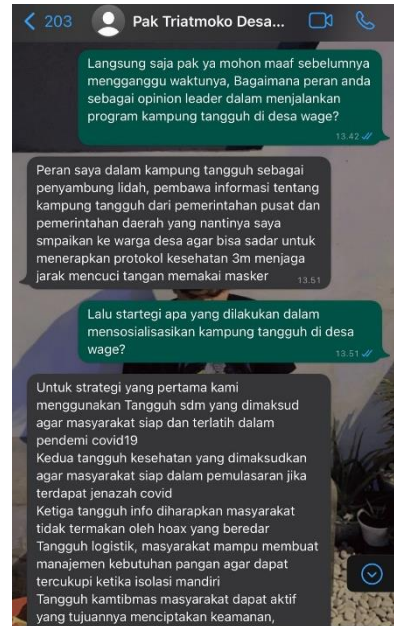 203
Pak Triatmoko Desa...
Langsung saja pak ya mohon maaf sebelumnya
mengganggu waktunya, Bagaimana peran anda
sebagai opinion leader dalam menjalankan
program kampung tangguh di desa wage?
13.42
Peran saya dalam kampung tangguh sebagai
penyambung lidah, pembawa informasi tentang
kampung tangguh dari pemerintahan pusat dan
pemerintahan daerah yang nantinya saya
smpaikan ke warga desa agar bisa sadar untuk
menerapkan protokol kesehatan 3m menjaga
jarak mencuci tangan memakai masker
13.51
Lalu startegi apa yang dilakukan dalam
mensosialisasikan kampung tangguh di desa
wage?
13.51
Untuk strategi yang pertama kami
menggunakan Tangguh sdm yang dimaksud
agar masyarakat siap dan terlatih dalam
pendemi covid19
Kedua tangguh kesehatan yang dimaksudkan
agar masyarakat siap dalam pemulasaran jika
terdapat jenazah covid
Ketiga tangguh info diharapkan masyarakat
tidak termakan oleh hoax yang beredar
Tangguh logistik, masyarakat mampu membuat
manajemen kebutuhan pangan agar dapat
tercukupi ketika isolasi mandiri
Tangguh kamtibmas masyarakat dapat aktif
yang tujuannya menciptakan keamanan,